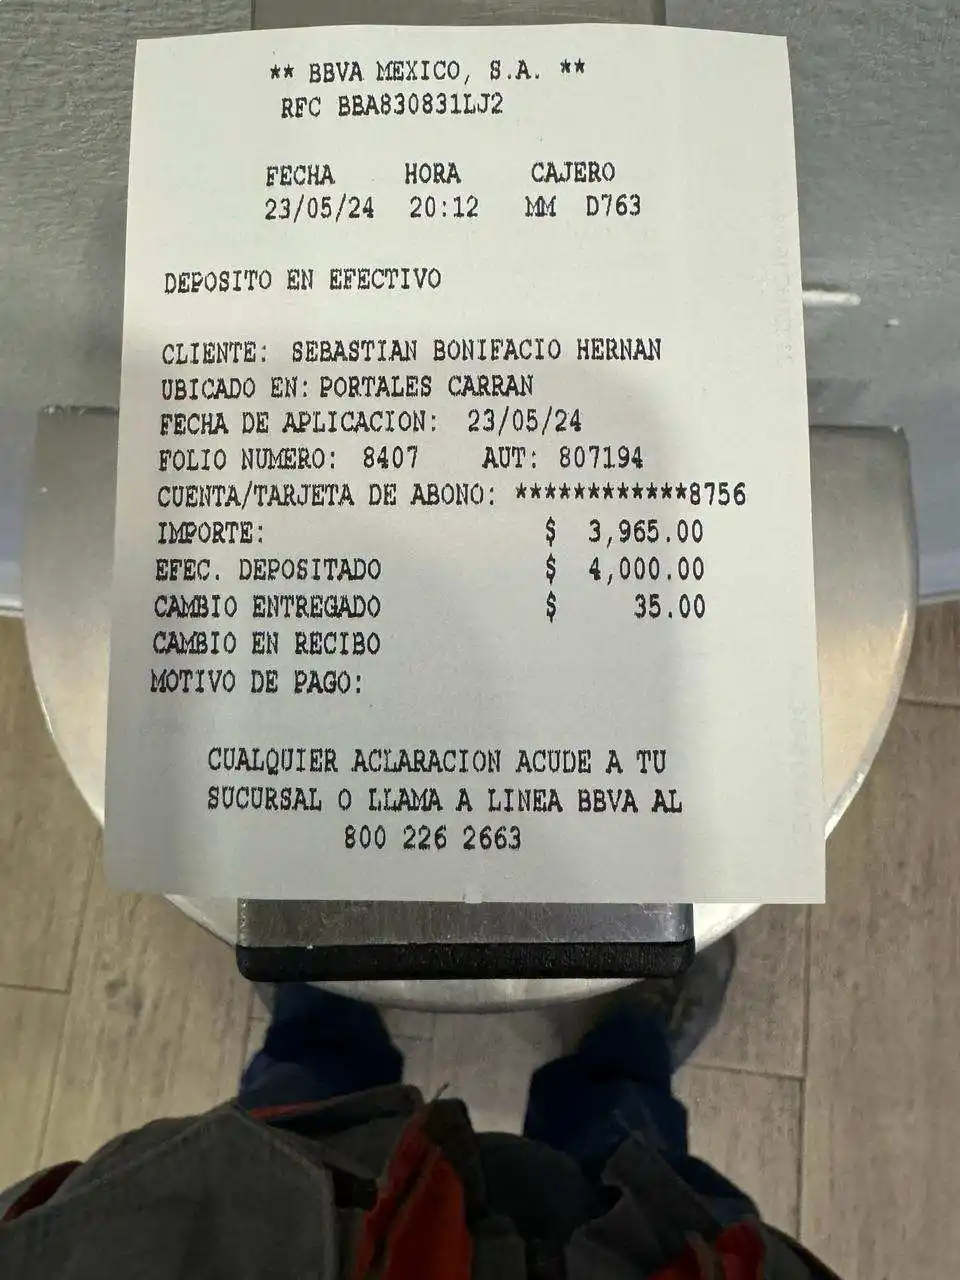 ** BBVA MEXICO, S.A. **
RFC BBA830831LJ2
FECHA HORA CAJERO
23/05/24 20:12 MM D763
DEPOSITO EN EFECTIVO
CLIENTE: SEBASTIAN BONIFACIO HERNAN
UBICADO EN: PORTALES CARRAN
FECHA DE APLICACION: 23/05/24
FOLIO NUMERO: 8407 AUT: 807194
CUENTA/TARJETA DE ABONO: ************8756
IMPORTE: $ 3,965.00
EFEC. DEPOSITADO $ 4,000.00
CAMBIO ENTREGADO $ 35.00
CAMBIO EN RECIBO
MOTIVO DE PAGO:
CUALQUIER ACLARACION ACUDE A TU
SUCURSAL O LLAMA A LINEA BBVA AL
800 226 2663